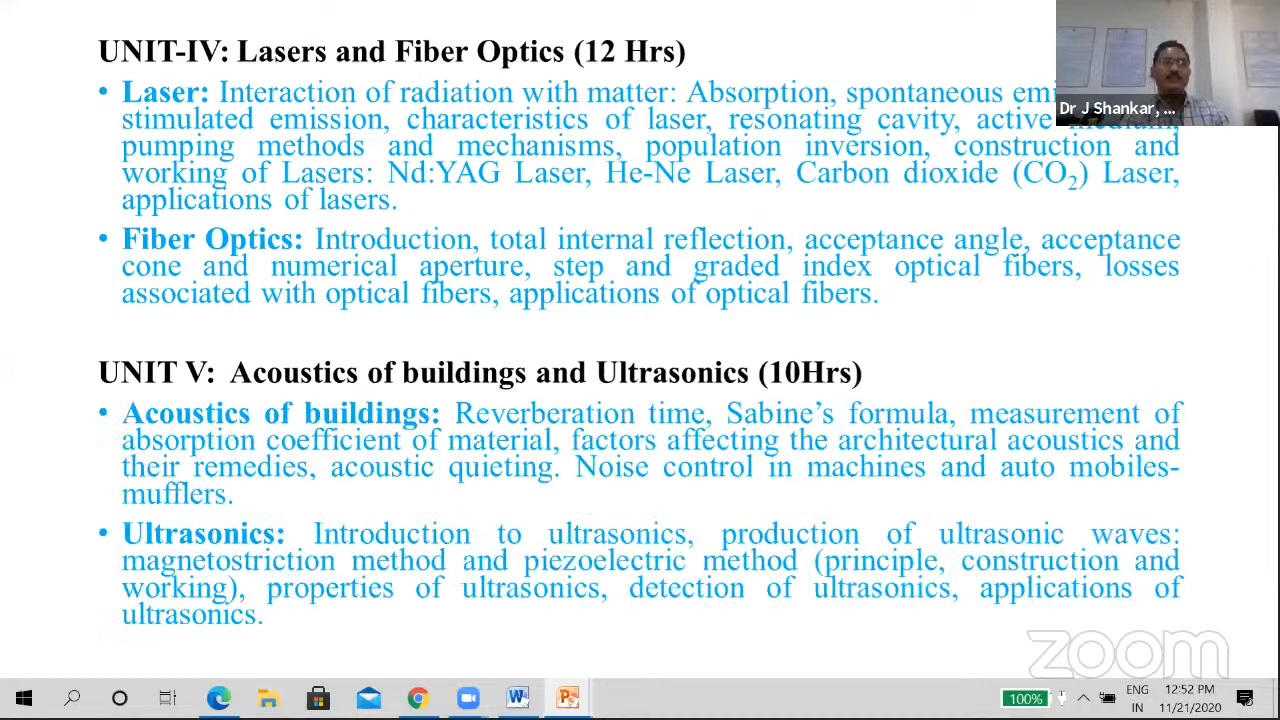 UNIT-IV: Lasers and Fiber Optics (12 Hrs)
• Laser: Interaction of radiation with matter: Absorption, spontaneous
stimulated emission, characteristics of laser, resonating cavity, active medium,
pumping methods and mechanisms, population inversion, construction and
working of Lasers: Nd:YAG Laser, He-Ne Laser, Carbon dioxide (CO2) Laser,
applications of lasers.
• Fiber Optics: Introduction, total internal reflection, acceptance angle, acceptance
cone and numerical aperture, step and graded index optical fibers, losses
associated with optical fibers, applications of optical fibers.
UNIT V: Acoustics of buildings and Ultrasonics (10Hrs)
• Acoustics of buildings: Reverberation time, Sabine's formula, measurement of
absorption coefficient of material, factors affecting the architectural acoustics and
their remedies, acoustic quieting. Noise control in machines and auto mobiles-
mufflers.
• Ultrasonics: Introduction to ultrasonics, production of ultrasonic waves:
magnetostriction method and piezoelectric method (principle, construction and
working), properties of ultrasonics, detection of ultrasonics, applications of
ultrasonics.
Dr J Shankar, ...
zoom
100%
ENG
IN
12:52 PM
11/21/2020